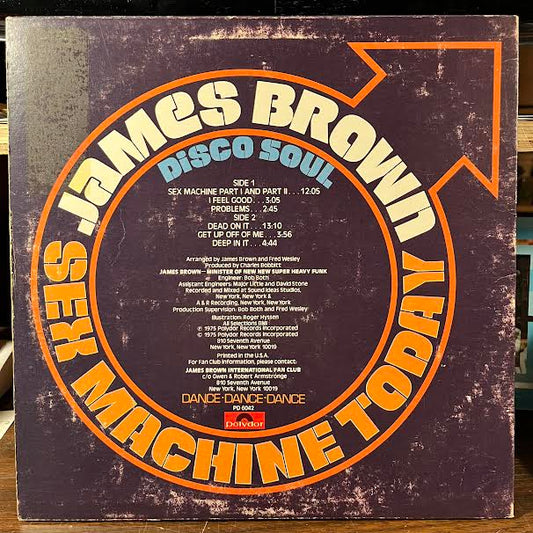 JAMES BROWN
DISCO SOUL
SEX MACHINE TODAY
SIDE 1
SEX MACHINE PART I AND PART II . . . 12:05
I FEEL GOOD . . . 3:05
PROBLEMS . . . 2:45
SIDE 2
DEAD ON IT . . . . 13:10
GET UP OFF OF ME . . . 3:56
DEEP IN IT . . . 4:44
Arranged by James Brown and Fred Wesley
Produced by Charles Bobbitt
JAMES BROWN—MINISTER OF NEW NEW SUPER HEAVY FUNK
Engineer: Bob Both
Assistant Engineers: Major Little and David Stone
Recorded and Mixed at Sound Ideas Studios,
New York, New York &
A & R Recording, New York, New York
Production Supervision: Bob Both and Fred Wesley
Illustration: Roger Hyssen
All Selections BMI
℗ 1975 Polydor Records Incorporated
© 1975 Polydor Records Incorporated
810 Seventh Avenue
New York, New York 10019
Printed in the U.S.A.
For Fan Club information, please contact:
JAMES BROWN INTERNATIONAL FAN CLUB
c/o Gwen & Robert Armstronge
810 Seventh Avenue
New York, New York 10019
DANCE·DANCE·DANCE
PD 6042
polydor